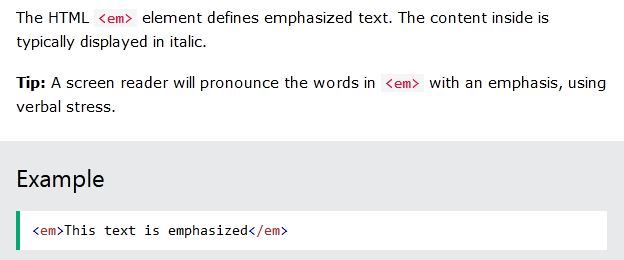 The HTML <em> element defines emphasized text. The content inside is
typically displayed in italic.
Tip: A screen reader will pronounce the words in <em> with an emphasis, using
verbal stress.
Example
<em>This text is emphasized</em>